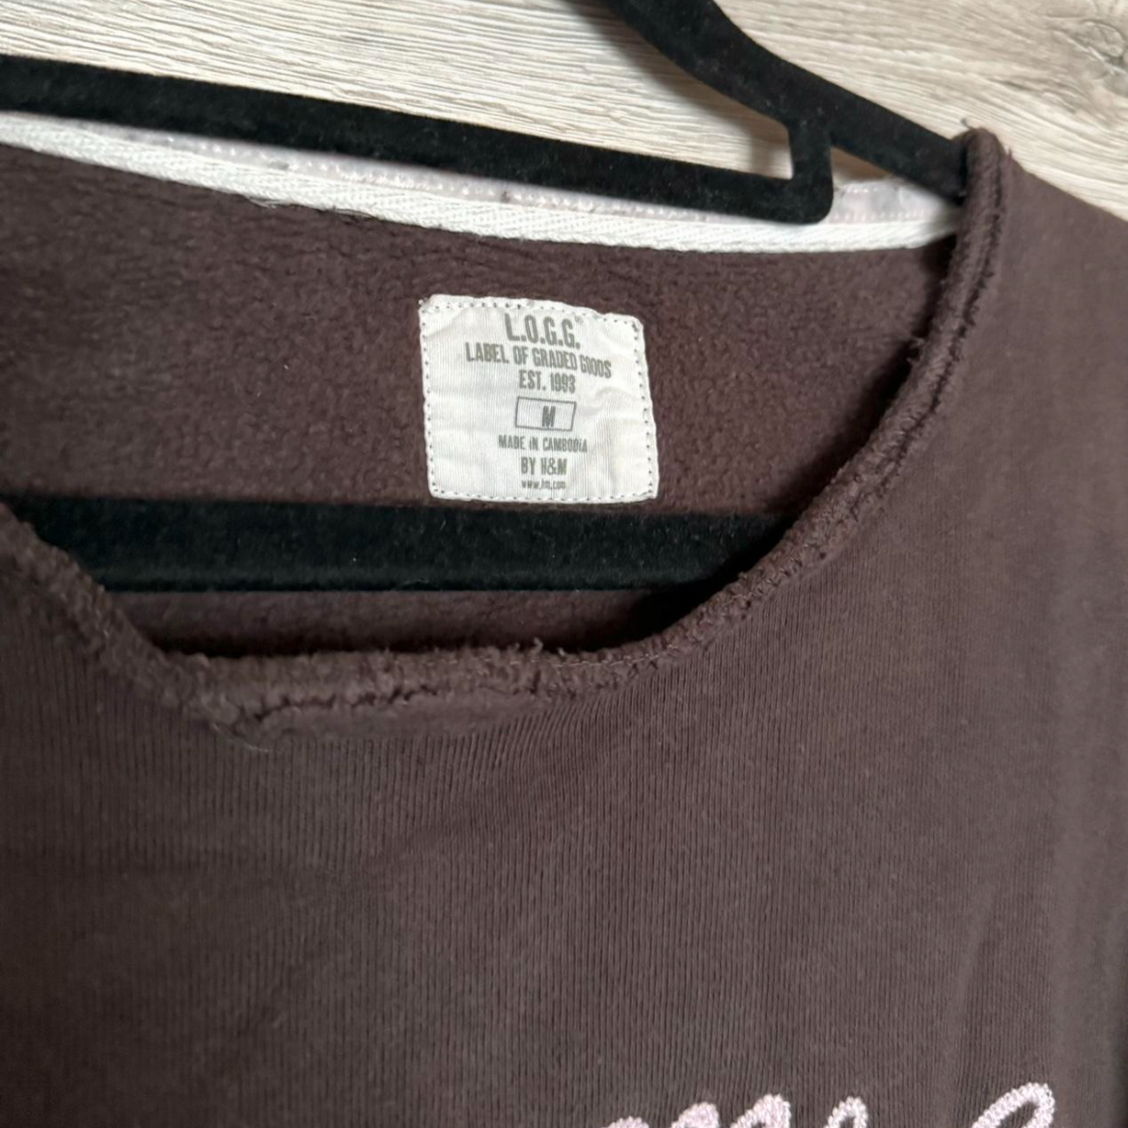 L.O.G.G.®
LABEL OF GRADED GOODS
EST. 1993
M
MADE IN CAMBODIA
BY H&M
www.hm.com